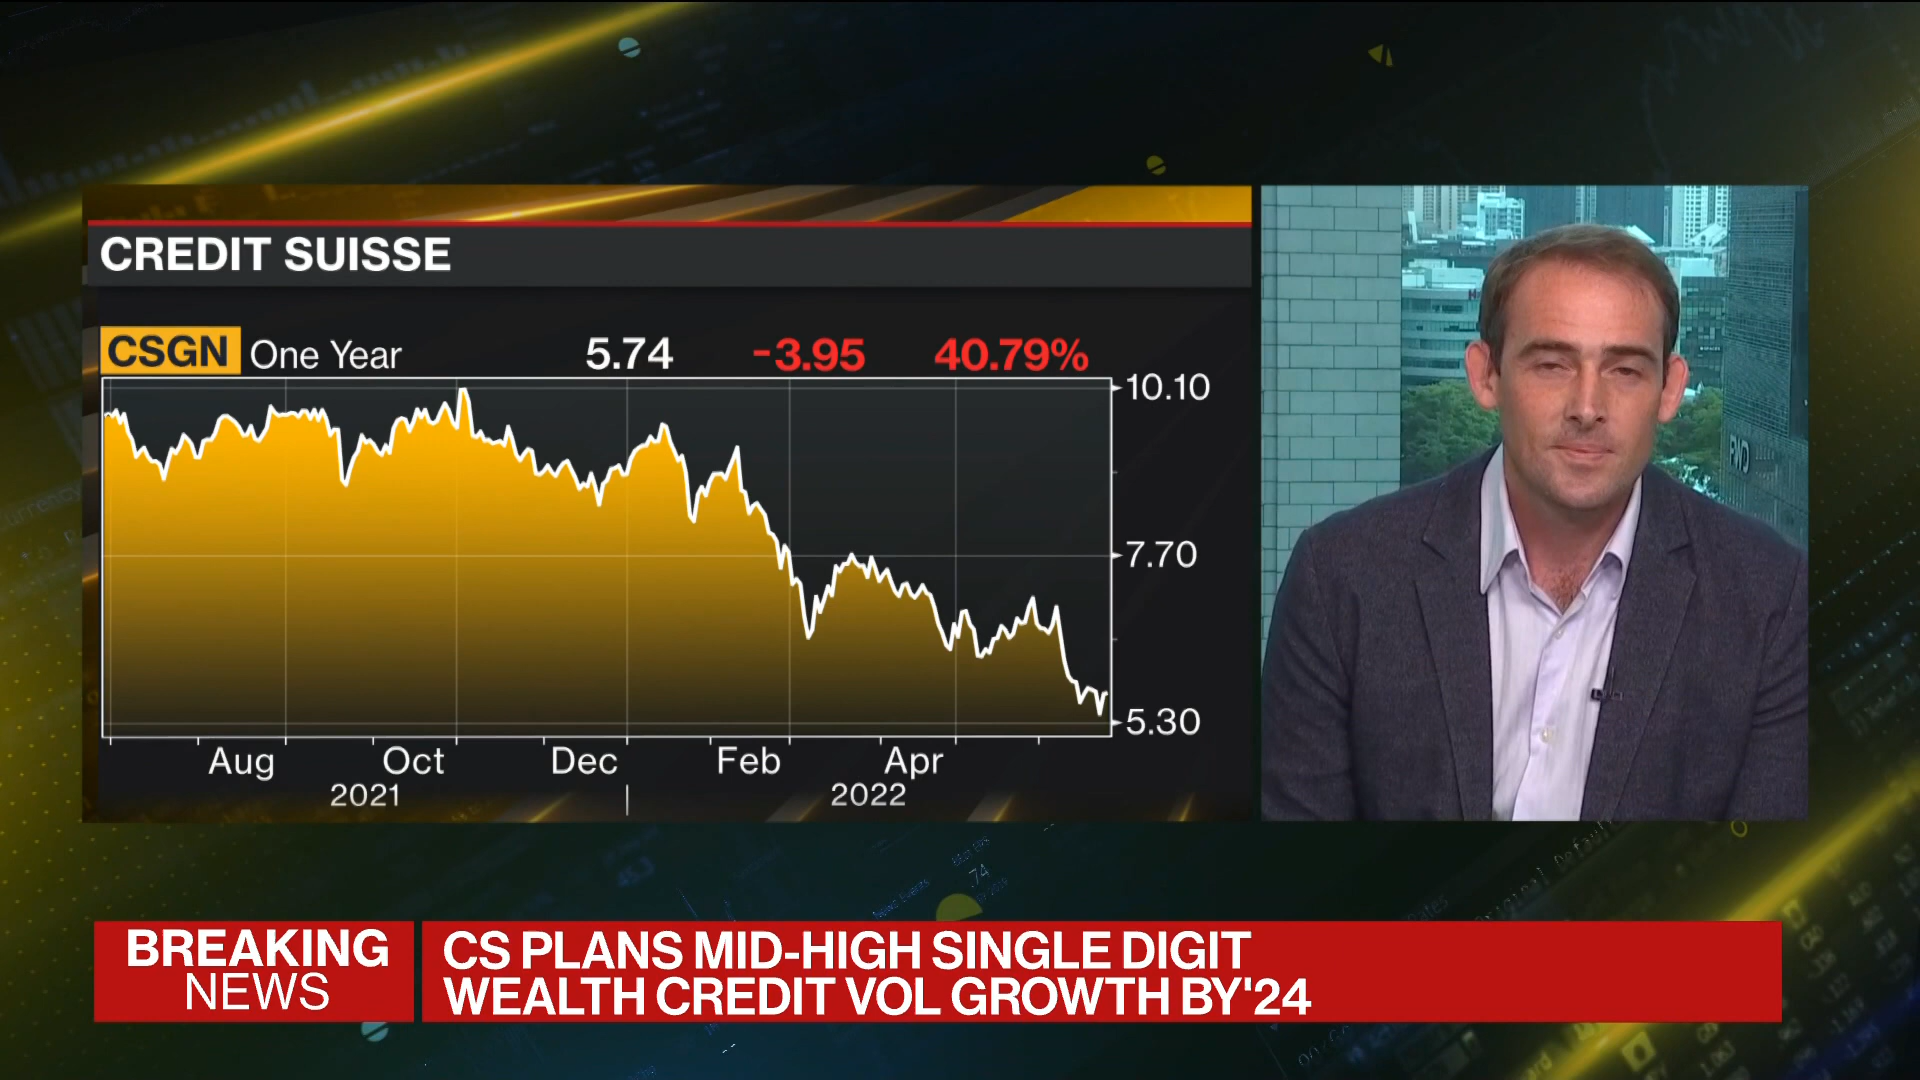 CREDIT SUISSE
CSGN One Year 5.74 -3.95 40.79%
10.10
7.70
5.30
Aug Oct Dec Feb Apr
2021 2022
FWD
BREAKING
NEWS
CS PLANS MID-HIGH SINGLE DIGIT
WEALTH CREDIT VOL GROWTH BY'24